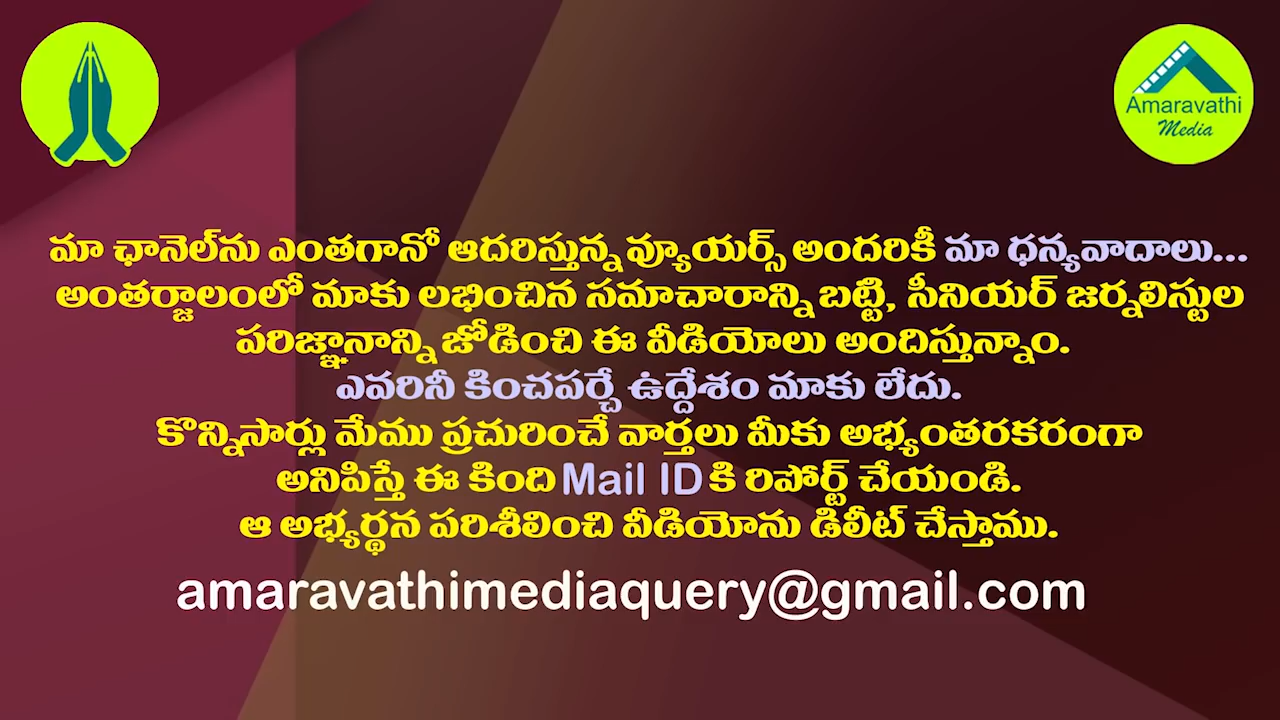 Amaravathi
Media
మా ఛానెల్‌ను ఎంతగానో ఆదరిస్తున్న వ్యూయర్స్ అందరికీ మా ధన్యవాదాలు...
అంతర్జాలంలో మాకు లభించిన సమాచారాన్ని బట్టి, సీనియర్ జర్నలిస్టుల
పరిజ్ఞానాన్ని జోడించి ఈ వీడియోలు అందిస్తున్నాం.
ఎవరినీ కించపర్చే ఉద్దేశం మాకు లేదు.
కొన్నిసార్లు మేము ప్రచురించే వార్తలు మీకు అభ్యంతరకరంగా
అనిపిస్తే ఈ కింది Mail ID కి రిపోర్ట్ చేయండి.
ఆ అభ్యర్థన పరిశీలించి వీడియోను డిలీట్ చేస్తాము.
amaravathimediaquery@gmail.com